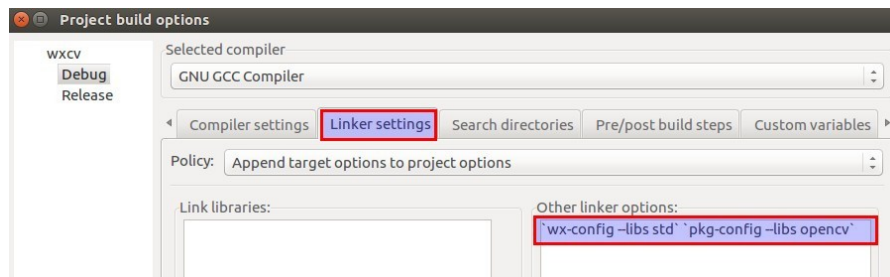 Project build options
wxcv
Debug
Release
Selected compiler
GNU GCC Compiler
Compiler settings Linker settings Search directories Pre/post build steps Custom variables
Policy: Append target options to project options
Link libraries:
Other linker options:
`wx-config –libs std` `pkg-config –libs opencv`